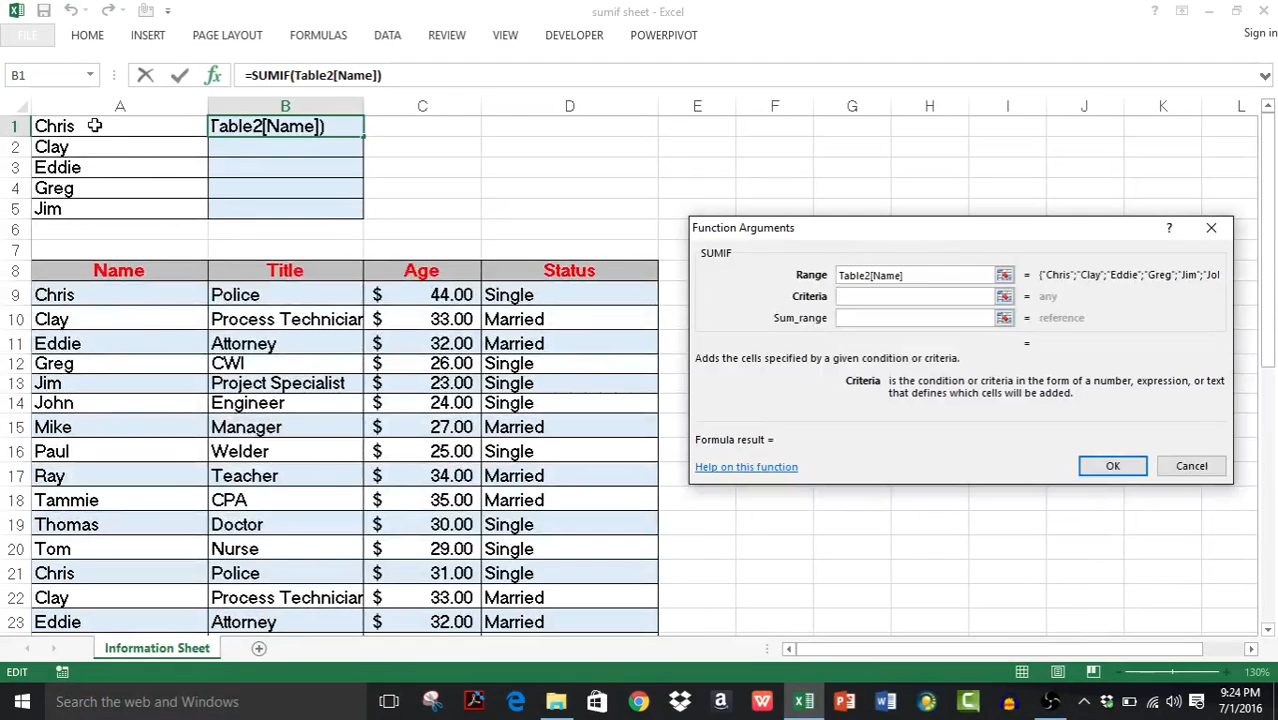 sumif sheet - Excel
FILE HOME INSERT PAGE LAYOUT FORMULAS DATA REVIEW VIEW DEVELOPER POWERPIVOT Sign in
B1 fx =SUMIF(Table2[Name])
A B C D E F G H I J K L
1 Chris Table2[Name])
2 Clay
3 Eddie
4 Greg
5 Jim
6
7
8 Name Title Age Status
9 Chris Police $ 44.00 Single
10 Clay Process Technician $ 33.00 Married
11 Eddie Attorney $ 32.00 Married
12 Greg CWI $ 26.00 Single
13 Jim Project Specialist $ 23.00 Single
14 John Engineer $ 24.00 Single
15 Mike Manager $ 27.00 Married
16 Paul Welder $ 25.00 Single
17 Ray Teacher $ 34.00 Married
18 Tammie CPA $ 35.00 Married
19 Thomas Doctor $ 30.00 Single
20 Tom Nurse $ 29.00 Single
21 Chris Police $ 31.00 Single
22 Clay Process Technician $ 33.00 Married
23 Eddie Attorney $ 32.00 Married
Function Arguments ?
SUMIF
Range Table2[Name] = {"Chris";"Clay";"Eddie";"Greg";"Jim";"Jol
Criteria = any
Sum_range = reference
=
Adds the cells specified by a given condition or criteria.
Criteria is the condition or criteria in the form of a number, expression, or text
that defines which cells will be added.
Formula result =
Help on this function OK Cancel
Information Sheet
EDIT 130%
Search the web and Windows
9:24 PM
7/1/2016